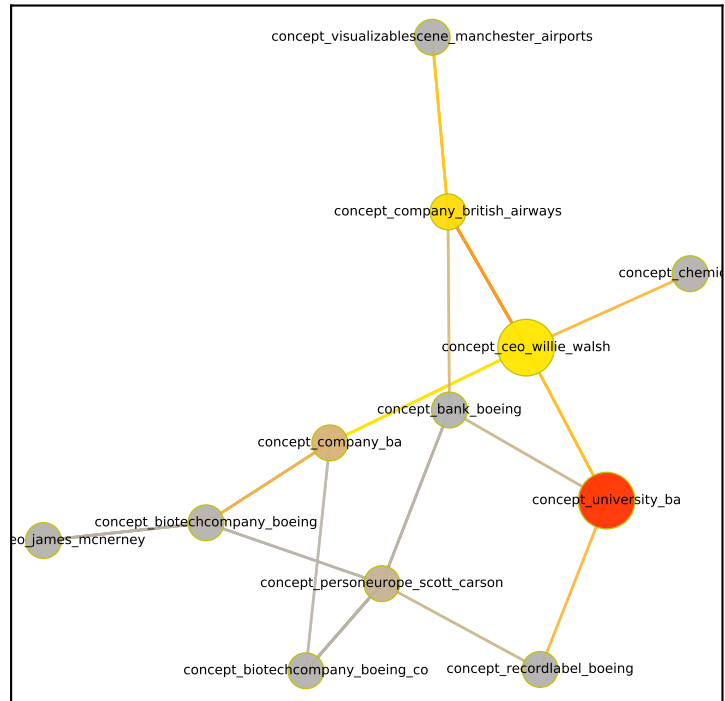 concept_visualizablescene_manchester_airports
concept_company_british_airways
concept_chemic
concept_ceo_willie_walsh
concept_bank_boeing
concept_company_ba
concept_university_ba
concept_biotechcompany_boeing
eo_james_mcnerney
concept_personeurope_scott_carson
concept_biotechcompany_boeing_co
concept_recordlabel_boeing